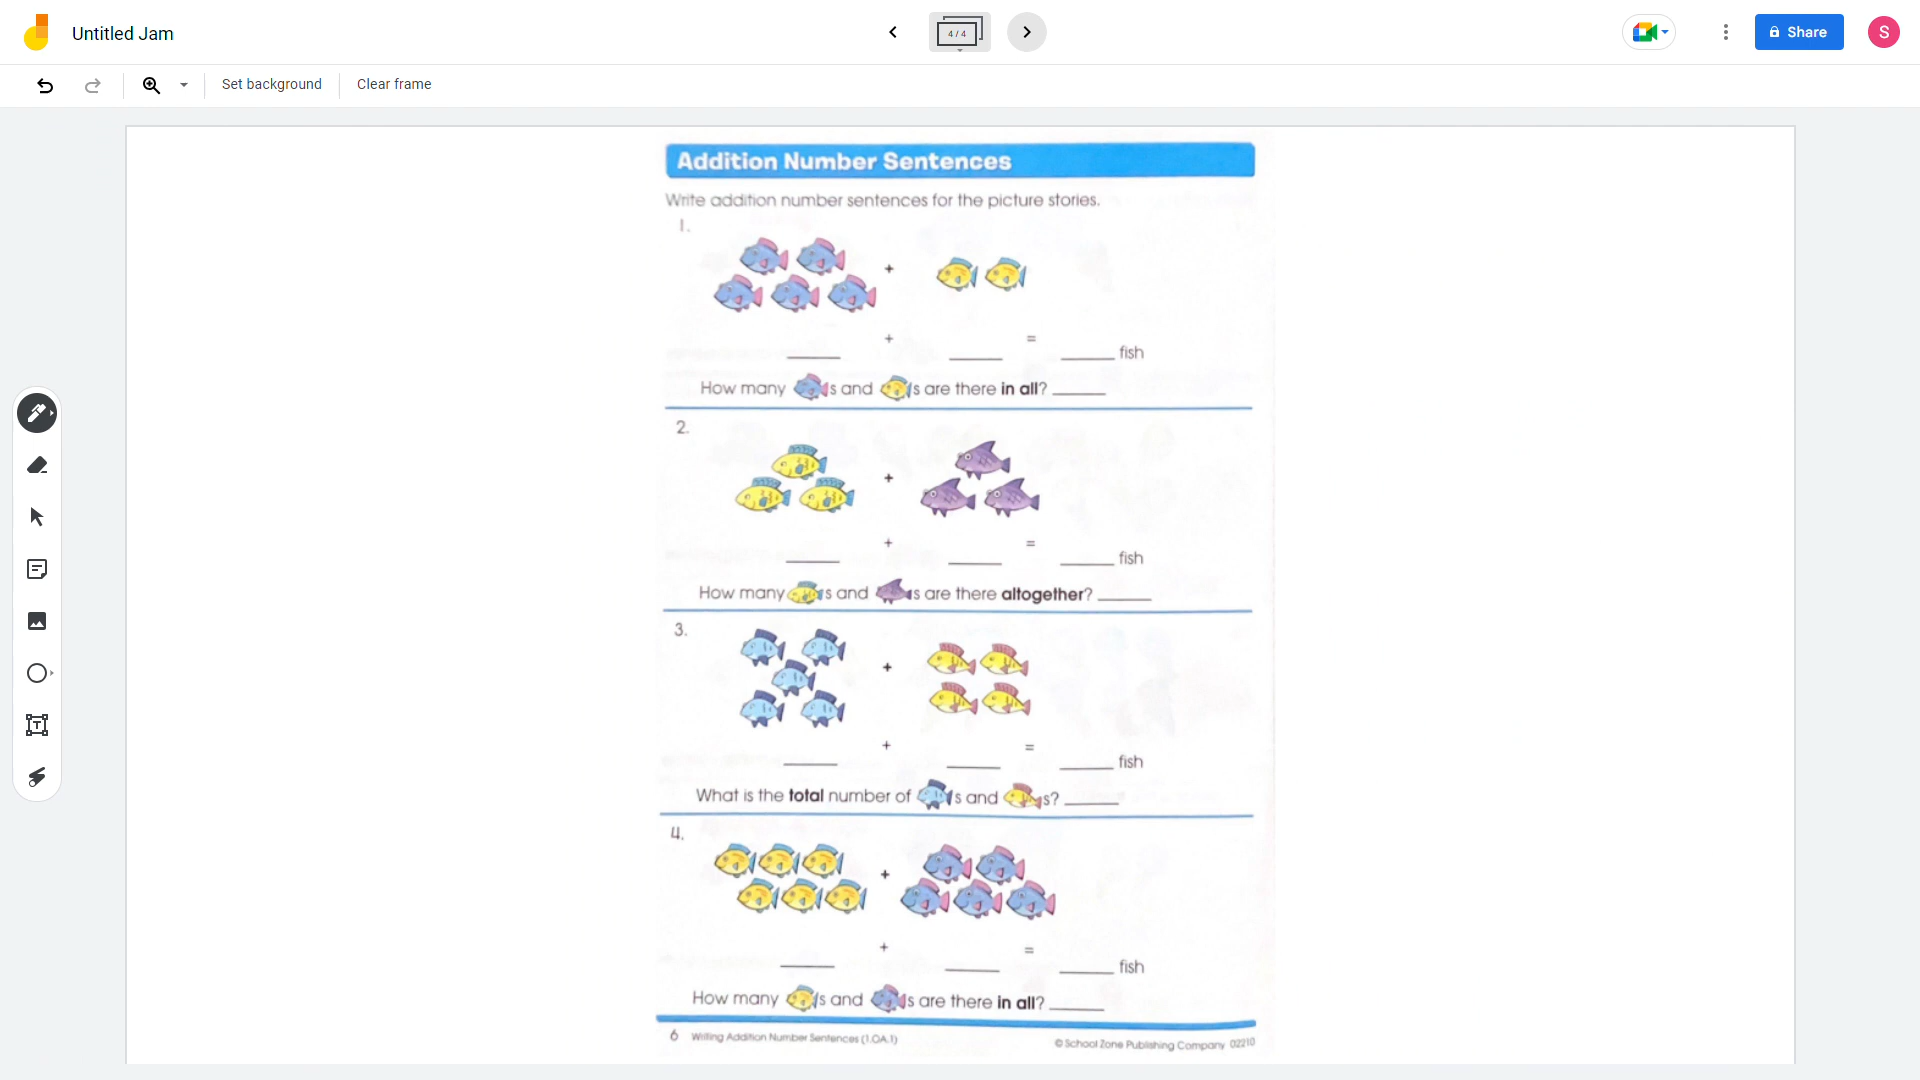 Untitled Jam
4 / 4
Share
S
Set background
Clear frame
Addition Number Sentences
Write addition number sentences for the picture stories.
1.
+
+ = fish
How many s and s are there in all?
2.
+
+ = fish
How many s and s are there altogether?
3.
+
+ = fish
What is the total number of s and s?
4.
+
+ = fish
How many s and s are there in all?
6 Writing Addition Number Sentences (1.OA.1)
© School Zone Publishing Company 02210